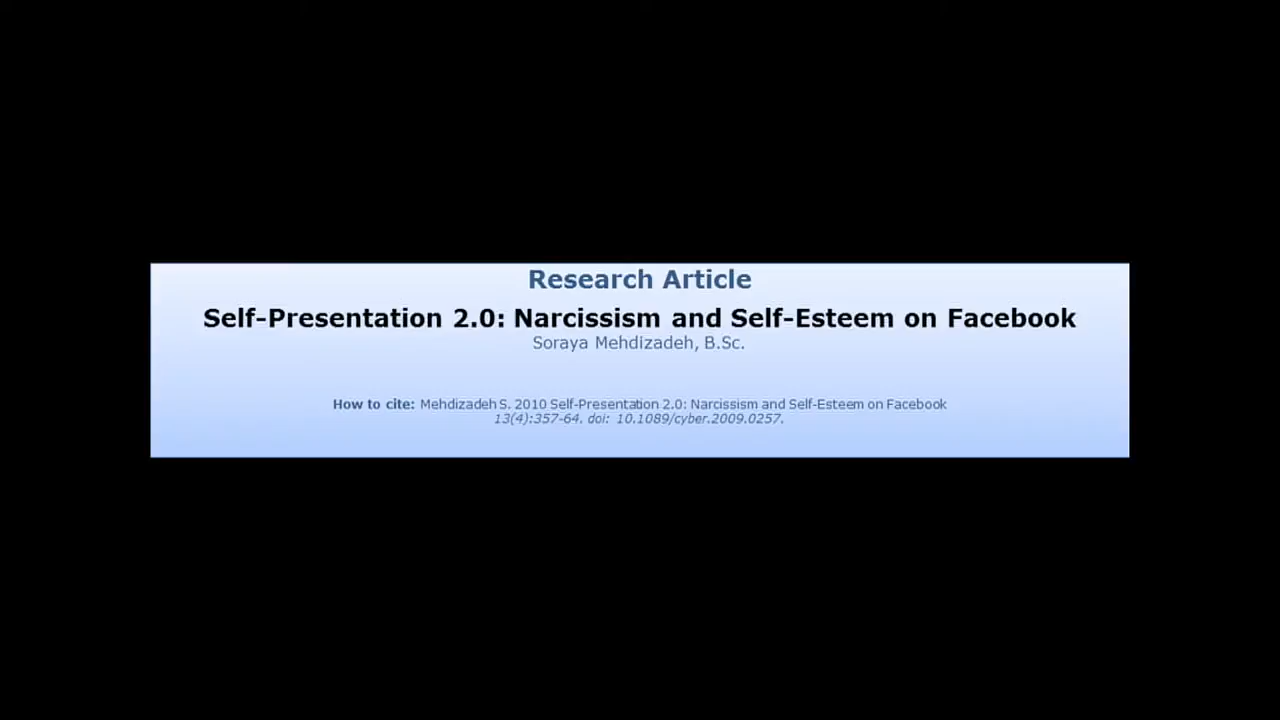 Research Article
Self-Presentation 2.0: Narcissism and Self-Esteem on Facebook
Soraya Mehdizadeh, B.Sc.
How to cite: Mehdizadeh S. 2010 Self-Presentation 2.0: Narcissism and Self-Esteem on Facebook
13(4):357-64. doi: 10.1089/cyber.2009.0257.